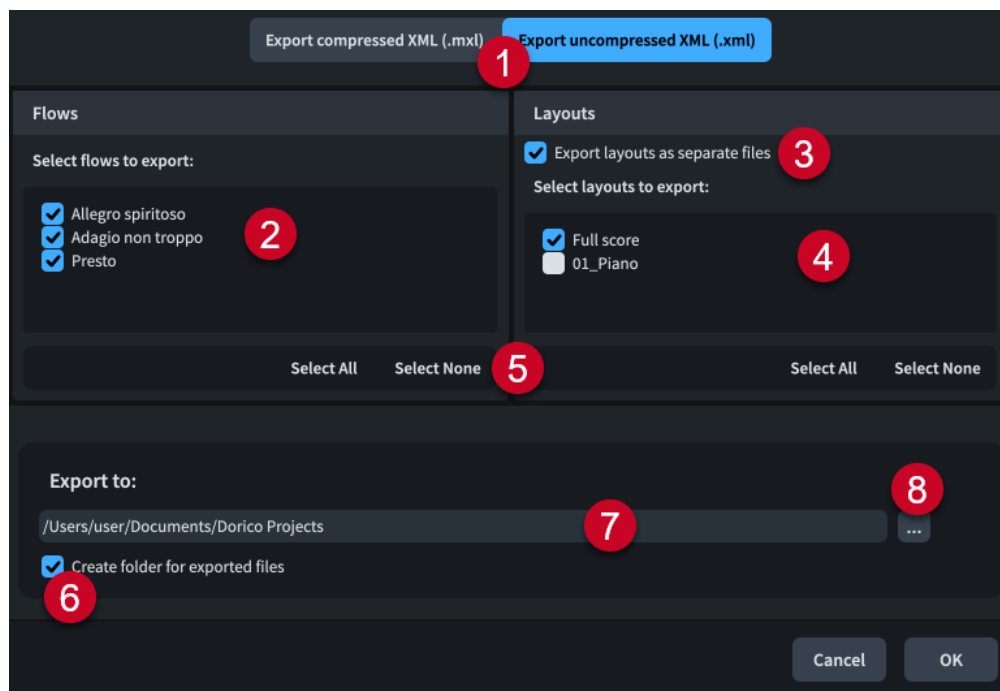 Export compressed XML (.mxl)
Export uncompressed XML (.xml)
1
Flows
Select flows to export:
Allegro spiritoso
Adagio non troppo
Presto
2
Select All
Select None
5
Layouts
Export layouts as separate files
3
Select layouts to export:
Full score
01_Piano
4
Select All
Select None
Export to:
8
/Users/user/Documents/Dorico Projects
7
...
Create folder for exported files
6
Cancel
OK